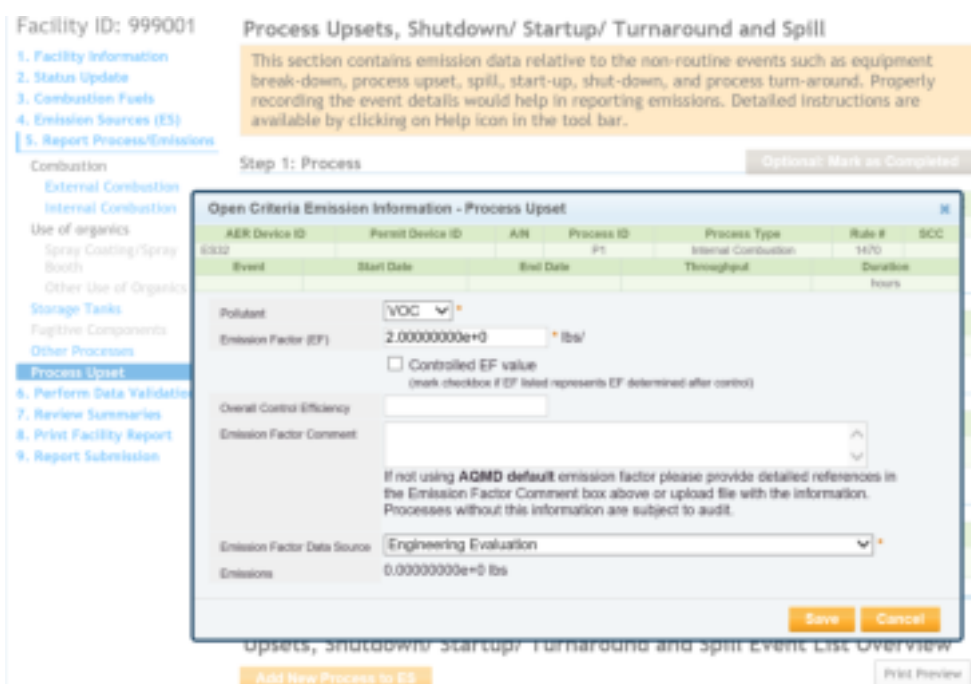 Facility ID: 999001
1. Facility Information
2. Status Update
3. Combustion Fuels
4. Emission Sources (ES)
5. Report Process/Emissions
Combustion
External Combustion
Internal Combustion
Use of organics
Spray Coating/Spray
Booth
Other Use of Organics
Storage Tanks
Fugitive Components
Other Processes
Process Upset
6. Perform Data Validation
7. Review Summaries
8. Print Facility Report
9. Report Submission
Process Upsets, Shutdown/ Startup/ Turnaround and Spill
This section contains emission data relative to the non-routine events such as equipment
break-down, process upset, spill, start-up, shut-down, and process turn-around. Properly
recording the event details would help in reporting emissions. Detailed instructions are
available by clicking on Help icon in the tool bar.
Step 1: Process
Optional: Mark as Completed
Open Criteria Emission Information - Process Upset
AER Device ID Permit Device ID A/N Process ID Process Type Rule # SCC
ES32 P1 Internal Combustion 1470
Event Start Date End Date Throughput Duration
hours
Pollutant VOC *
Emission Factor (EF) 2.00000000e+0 * lbs/
Controlled EF value
(mark checkbox if EF listed represents EF determined after control)
Overall Control Efficiency
Emission Factor Comment
If not using AQMD default emission factor please provide detailed references in
the Emission Factor Comment box above or upload file with the information.
Processes without this information are subject to audit.
Emission Factor Data Source Engineering Evaluation *
Emissions 0.00000000e+0 lbs
Save Cancel
Upsets, Shutdown/ Startup/ Turnaround and Spill Event List Overview
Add New Process to ES
Print Preview